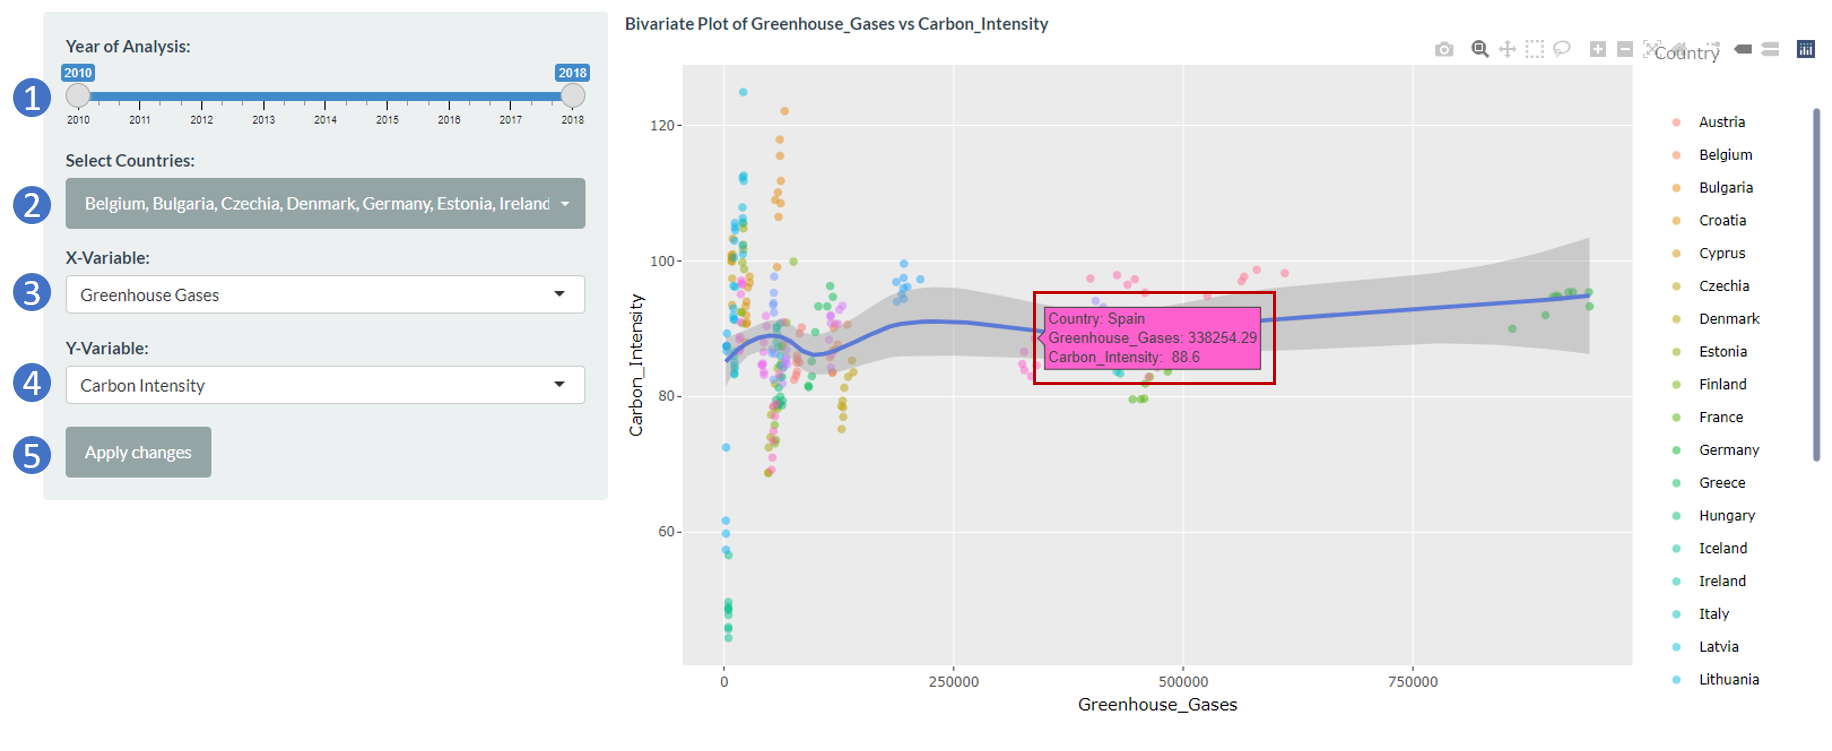 Year of Analysis:
2010 2018
1
2010 2011 2012 2013 2014 2015 2016 2017 2018
Select Countries:
2
Belgium, Bulgaria, Czechia, Denmark, Germany, Estonia, Ireland
X-Variable:
3
Greenhouse Gases
Y-Variable:
4
Carbon Intensity
5
Apply changes
Bivariate Plot of Greenhouse_Gases vs Carbon_Intensity
Carbon_Intensity
120
100
80
60
Country: Spain
Greenhouse_Gases: 338254.29
Carbon_Intensity: 88.6
0 250000 500000 750000
Greenhouse_Gases
Country
Austria
Belgium
Bulgaria
Croatia
Cyprus
Czechia
Denmark
Estonia
Finland
France
Germany
Greece
Hungary
Iceland
Ireland
Italy
Latvia
Lithuania